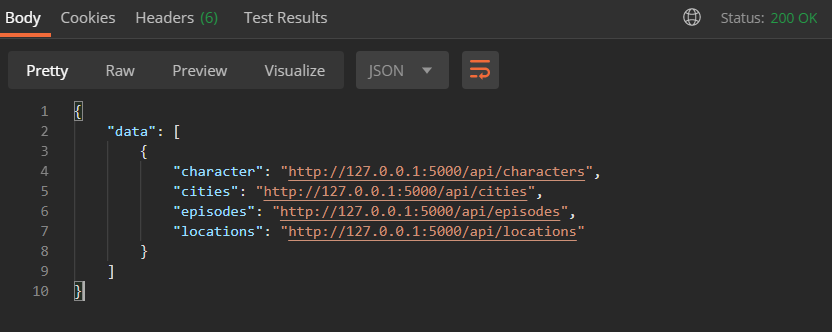 Body Cookies Headers (6) Test Results Status: 200 OK
Pretty Raw Preview Visualize JSON
1 {
2 "data": [
3 {
4 "character": "http://127.0.0.1:5000/api/characters",
5 "cities": "http://127.0.0.1:5000/api/cities",
6 "episodes": "http://127.0.0.1:5000/api/episodes",
7 "locations": "http://127.0.0.1:5000/api/locations"
8 }
9 ]
10 }